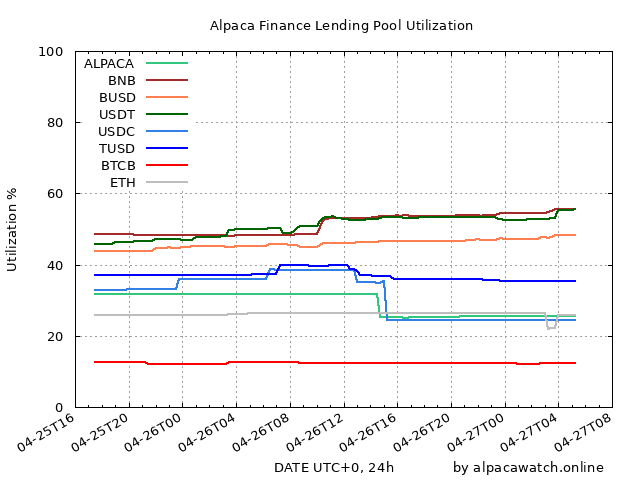 Alpaca Finance Lending Pool Utilization
100
80
60
40
20
0
Utilization %
ALPACA
BNB
BUSD
USDT
USDC
TUSD
BTCB
ETH
04-25T16
04-25T20
04-26T00
04-26T04
04-26T08
04-26T12
04-26T16
04-26T20
04-27T00
04-27T04
04-27T08
DATE UTC+0, 24h
by alpacawatch.online